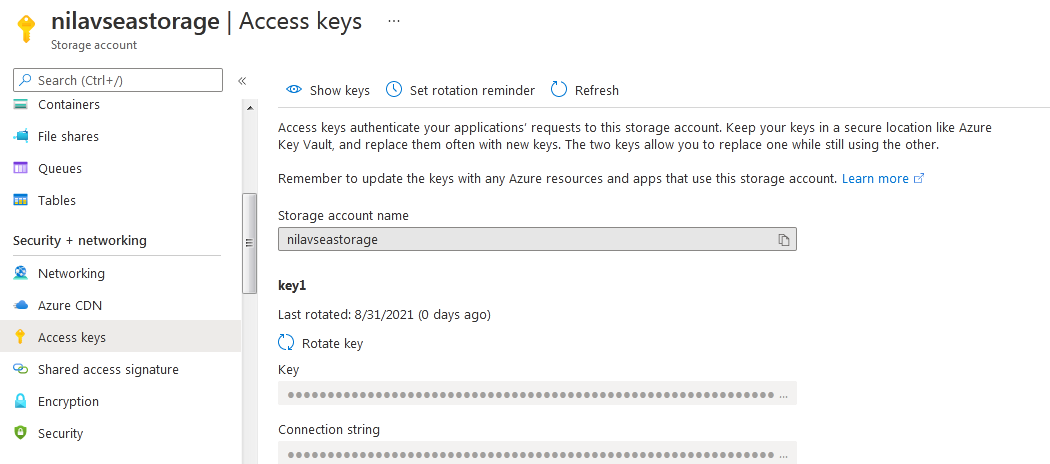 nilavseastorage | Access keys ...
Storage account
Search (Ctrl+/)
«
Containers
File shares
Queues
Tables
Security + networking
Networking
Azure CDN
Access keys
Shared access signature
Encryption
Security
Show keys
Set rotation reminder
Refresh
Access keys authenticate your applications' requests to this storage account. Keep your keys in a secure location like Azure
Key Vault, and replace them often with new keys. The two keys allow you to replace one while still using the other.
Remember to update the keys with any Azure resources and apps that use this storage account. Learn more
Storage account name
nilavseastorage
key1
Last rotated: 8/31/2021 (0 days ago)
Rotate key
Key
●●●●●●●●●●●●●●●●●●●●●●●●●●●●●●●●●●●●●●●●●●●●●●●●●●●●●●●●●●●●● ...
Connection string
●●●●●●●●●●●●●●●●●●●●●●●●●●●●●●●●●●●●●●●●●●●●●●●●●●●●●●●●●●●●● ...